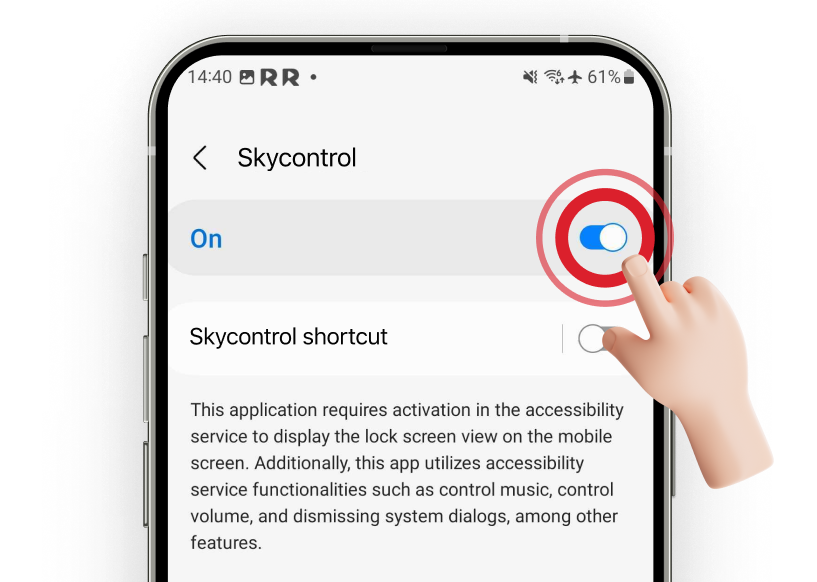 14:40 61%
Skycontrol
On
Skycontrol shortcut
This application requires activation in the accessibility
service to display the lock screen view on the mobile
screen. Additionally, this app utilizes accessibility
service functionalities such as control music, control
volume, and dismissing system dialogs, among other
features.